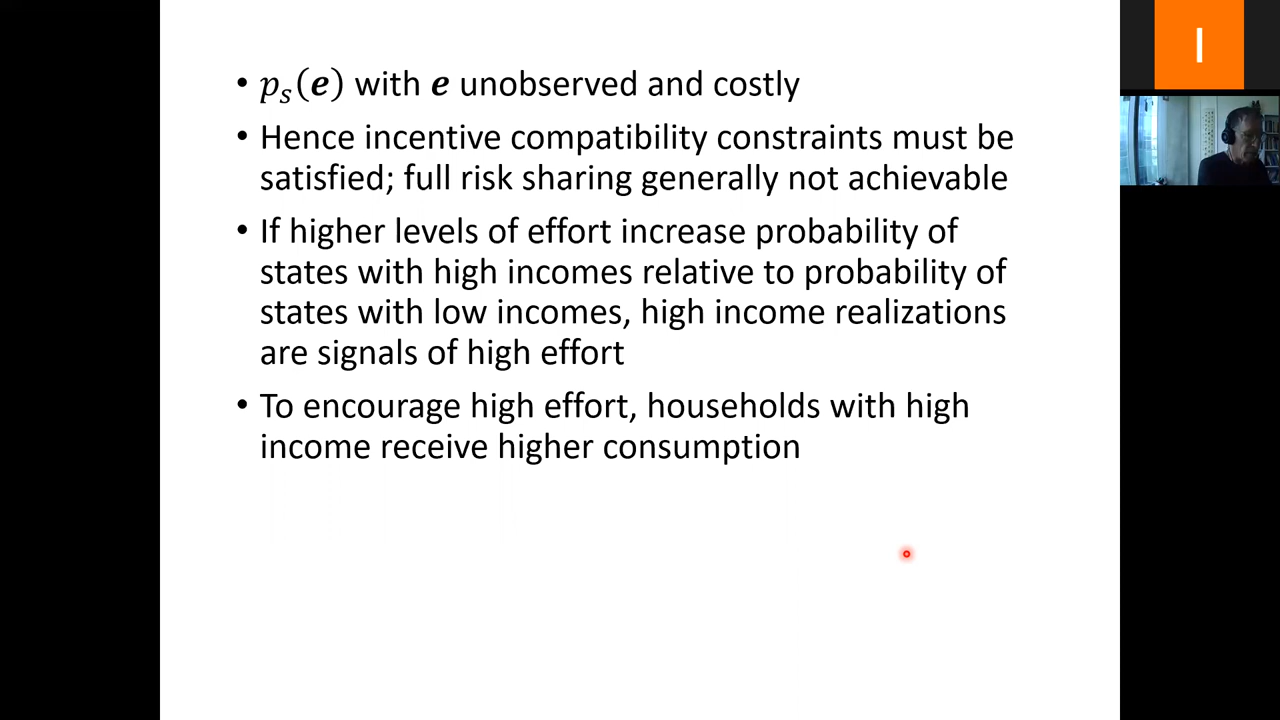 • pₛ(e) with e unobserved and costly
• Hence incentive compatibility constraints must be
satisfied; full risk sharing generally not achievable
• If higher levels of effort increase probability of
states with high incomes relative to probability of
states with low incomes, high income realizations
are signals of high effort
• To encourage high effort, households with high
income receive higher consumption
I